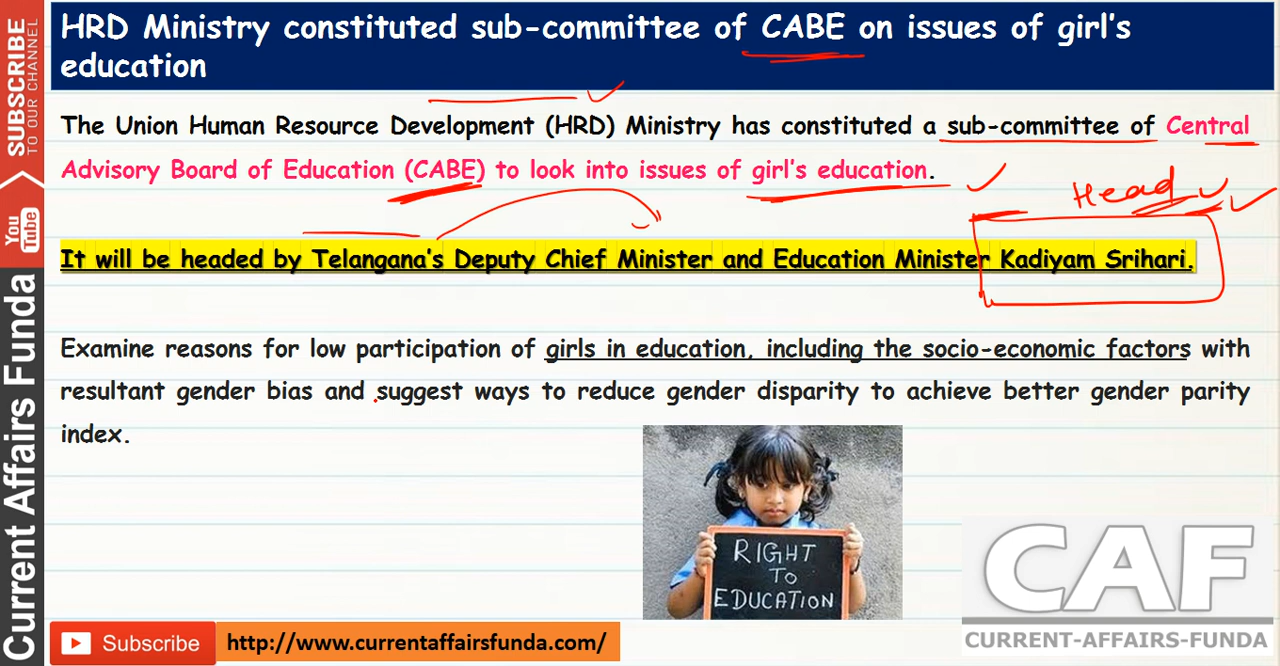 HRD Ministry constituted sub-committee of CABE on issues of girl's
education
The Union Human Resource Development (HRD) Ministry has constituted a sub-committee of Central
Advisory Board of Education (CABE) to look into issues of girl's education.
Head
It will be headed by Telangana's Deputy Chief Minister and Education Minister Kadiyam Srihari.
Examine reasons for low participation of girls in education, including the socio-economic factors with
resultant gender bias and suggest ways to reduce gender disparity to achieve better gender parity
index.
RIGHT
TO
EDUCATION
CAF
CURRENT-AFFAIRS-FUNDA
Subscribe
http://www.currentaffairsfunda.com/
SUBSCRIBE
TO OUR CHANNEL
You
Tube
Current Affairs Funda